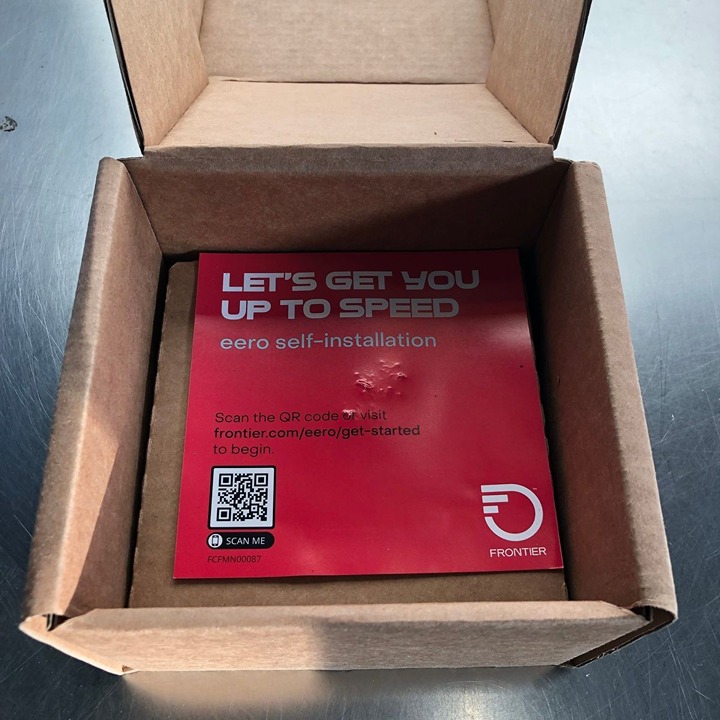 LET'S GET YOU
UP TO SPEED
eero self-installation
Scan the QR code or visit
frontier.com/eero/get-started
to begin.
SCAN ME
FCFMN00087
FRONTIER